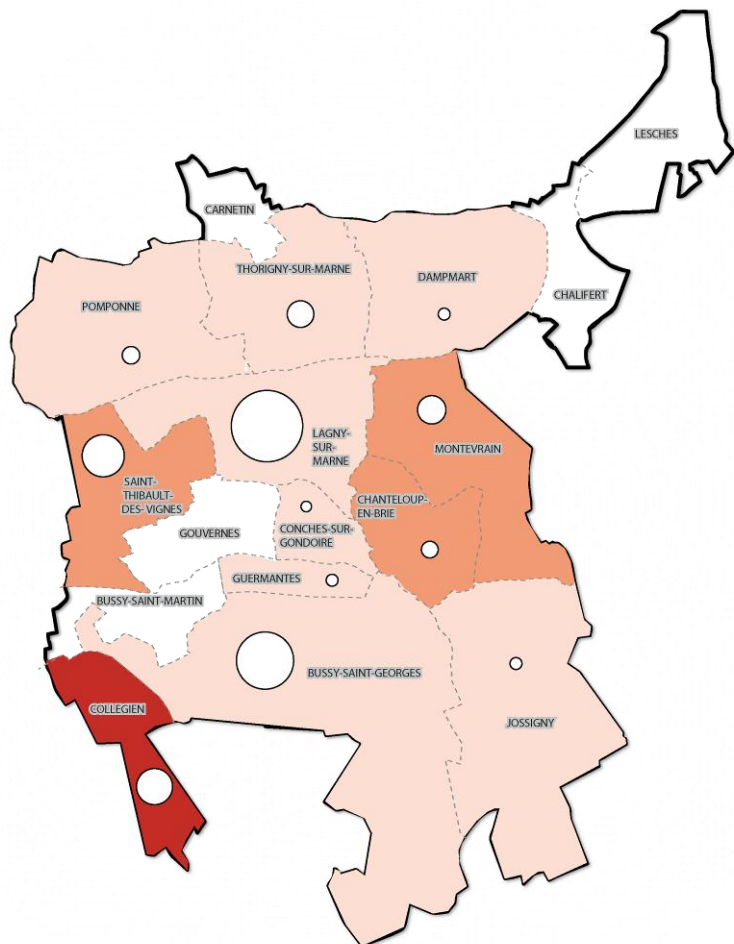 LESCHES
CARNETIN
THORIGNY-SUR-MARNE
DAMPMART
CHALIFERT
POMPONNE
LAGNY-
SUR-
MARNE
MONTEVRAIN
SAINT-
THIBAULT-
DES-VIGNES
CHANTELOUP-
EN-BRIE
GOUVERNES
CONCHES-SUR-
GONDOIRE
GUERMANTES
BUSSY-SAINT-MARTIN
BUSSY-SAINT-GEORGES
COLLEGIEN
JOSSIGNY